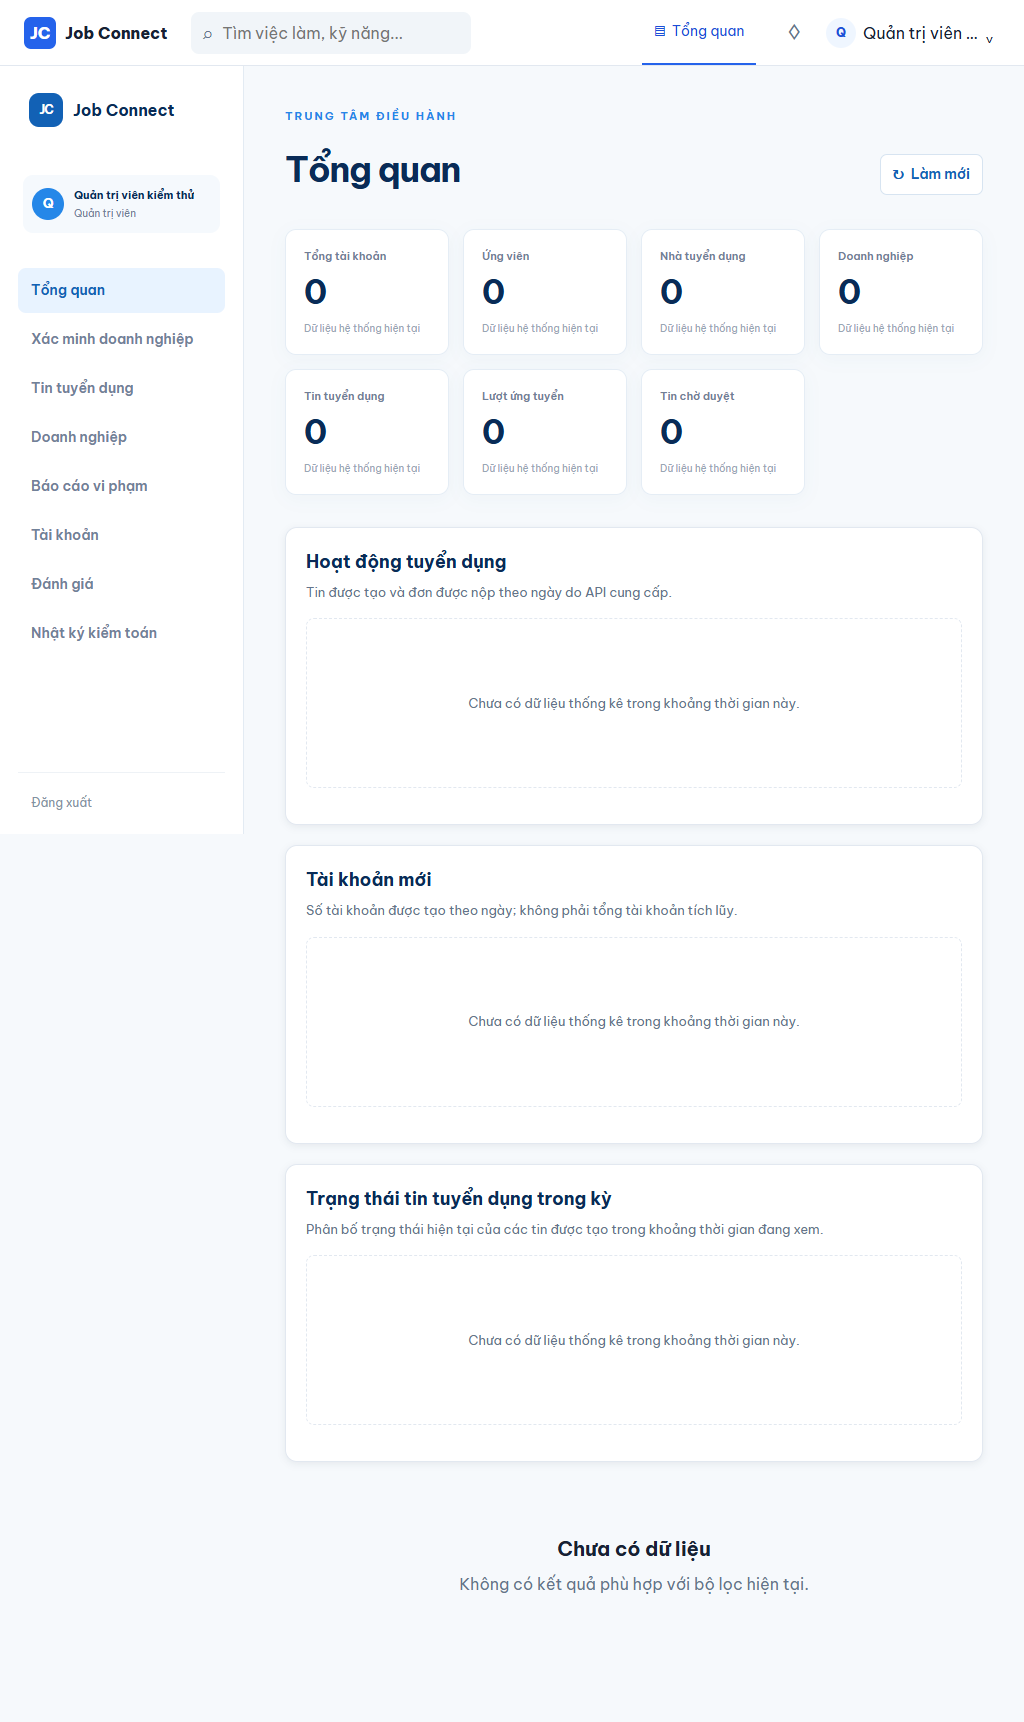 JC Job Connect
Tìm việc làm, kỹ năng...
Tổng quan
Q Quản trị viên ...
JC Job Connect
Q Quản trị viên kiểm thử
Quản trị viên
Tổng quan
Xác minh doanh nghiệp
Tin tuyển dụng
Doanh nghiệp
Báo cáo vi phạm
Tài khoản
Đánh giá
Nhật ký kiểm toán
Đăng xuất
TRUNG TÂM ĐIỀU HÀNH
Tổng quan
↻ Làm mới
Tổng tài khoản
0
Dữ liệu hệ thống hiện tại
Ứng viên
0
Dữ liệu hệ thống hiện tại
Nhà tuyển dụng
0
Dữ liệu hệ thống hiện tại
Doanh nghiệp
0
Dữ liệu hệ thống hiện tại
Tin tuyển dụng
0
Dữ liệu hệ thống hiện tại
Lượt ứng tuyển
0
Dữ liệu hệ thống hiện tại
Tin chờ duyệt
0
Dữ liệu hệ thống hiện tại
Hoạt động tuyển dụng
Tin được tạo và đơn được nộp theo ngày do API cung cấp.
Chưa có dữ liệu thống kê trong khoảng thời gian này.
Tài khoản mới
Số tài khoản được tạo theo ngày; không phải tổng tài khoản tích lũy.
Chưa có dữ liệu thống kê trong khoảng thời gian này.
Trạng thái tin tuyển dụng trong kỳ
Phân bố trạng thái hiện tại của các tin được tạo trong khoảng thời gian đang xem.
Chưa có dữ liệu thống kê trong khoảng thời gian này.
Chưa có dữ liệu
Không có kết quả phù hợp với bộ lọc hiện tại.